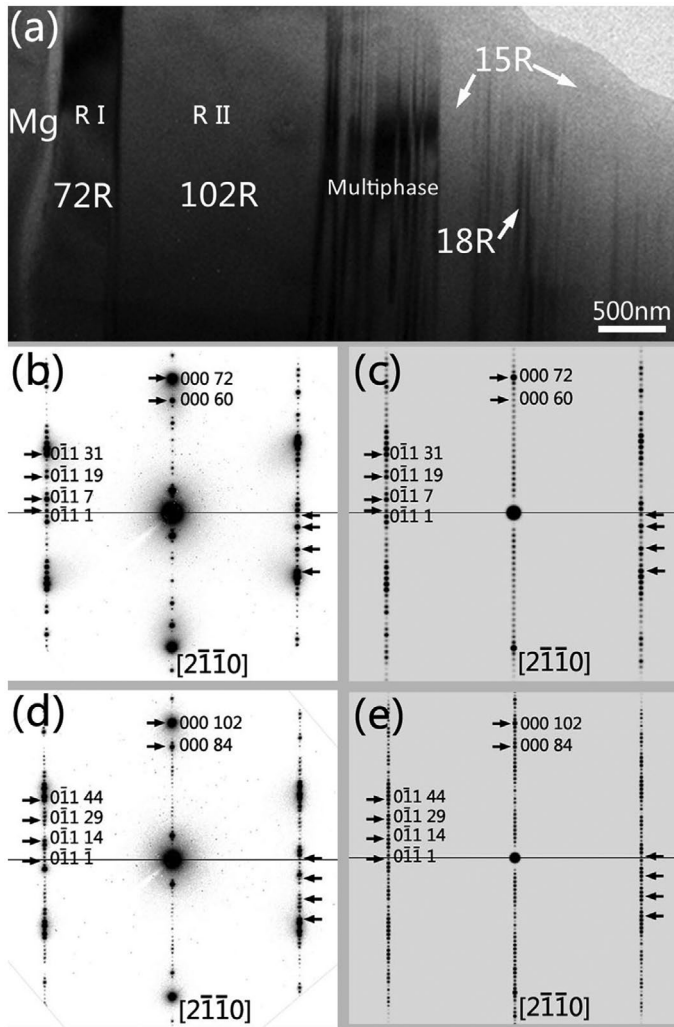 (a)
15R
Mg
R I
R II
72R
102R
Multiphase
18R
500nm
(b)
000 72
000 60
01̄1 31
01̄1 19
01̄1 7
01̄1 1
[21̄1̄0]
(c)
000 72
000 60
01̄1 31
01̄1 19
01̄1 7
01̄1 1
[21̄1̄0]
(d)
000 102
000 84
01̄1 44
01̄1 29
01̄1 14
01̄1 1̄
[21̄1̄0]
(e)
000 102
000 84
01̄1 44
01̄1 29
01̄1 14
01̄1̄ 1
[21̄1̄0]